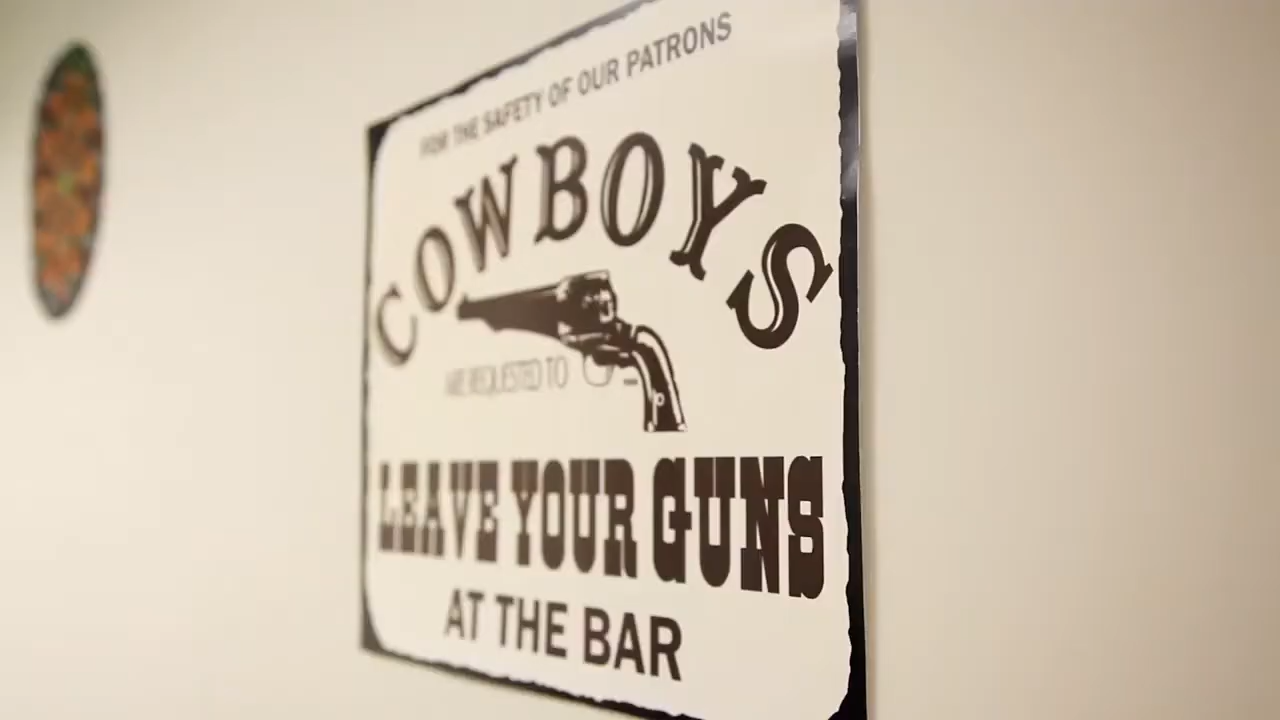 FOR THE SAFETY OF OUR PATRONS
COWBOYS
ARE REQUESTED TO
LEAVE YOUR GUNS
AT THE BAR